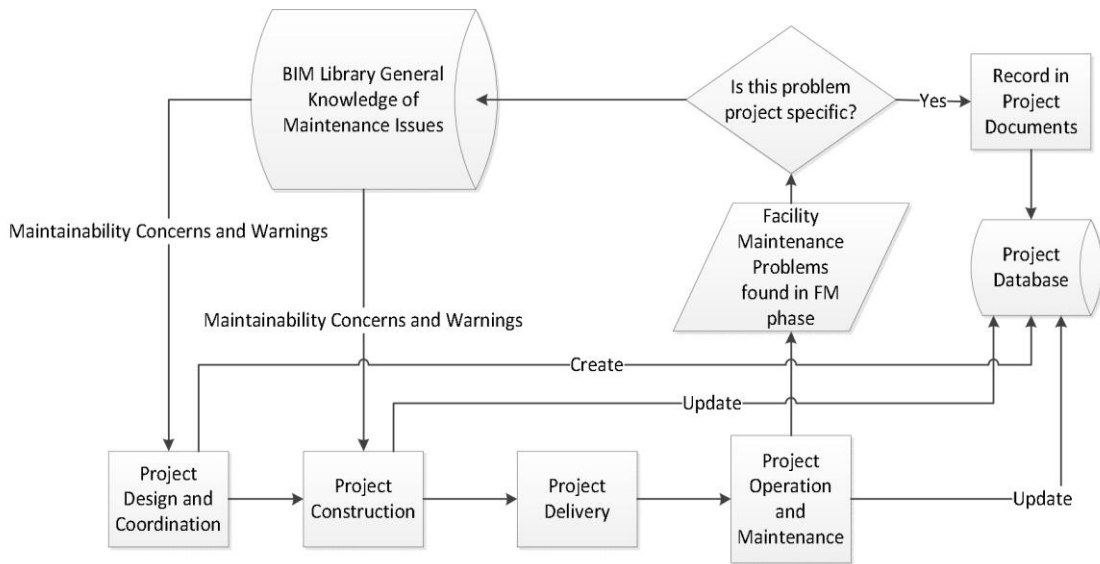 BIM Library General
Knowledge of
Maintenance Issues
Is this problem
project specific?
Yes
Record in
Project
Documents
Maintainability Concerns and Warnings
Facility
Maintenance
Problems
found in FM
phase
Project
Database
Maintainability Concerns and Warnings
Create
Update
Project
Design and
Coordination
Project
Construction
Project
Delivery
Project
Operation
and
Maintenance
Update